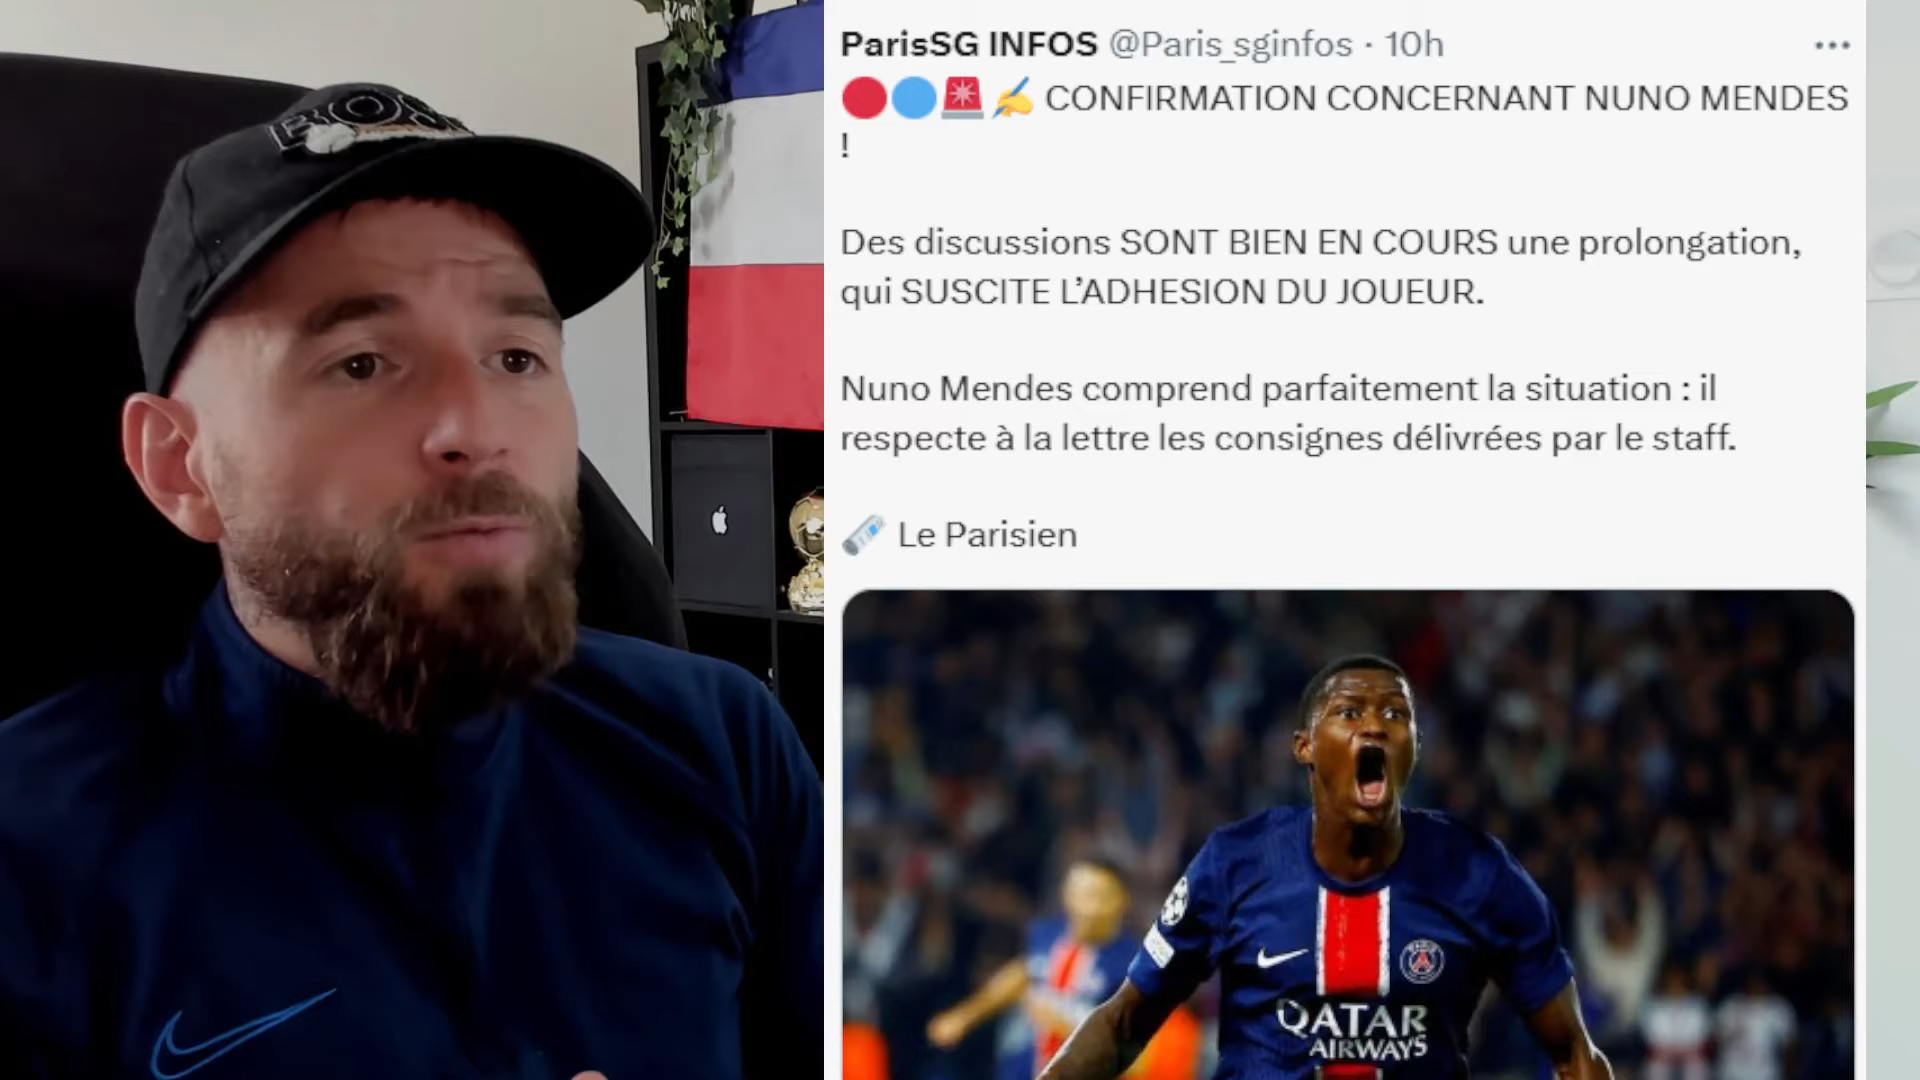 ParisSG INFOS @Paris_sginfos · 10h
🔴🔵🚨✍️ CONFIRMATION CONCERNANT NUNO MENDES
!
Des discussions SONT BIEN EN COURS une prolongation,
qui SUSCITE L’ADHESION DU JOUEUR.
Nuno Mendes comprend parfaitement la situation : il
respecte à la lettre les consignes délivrées par le staff.
🗞️ Le Parisien
QATAR
AIRWAYS